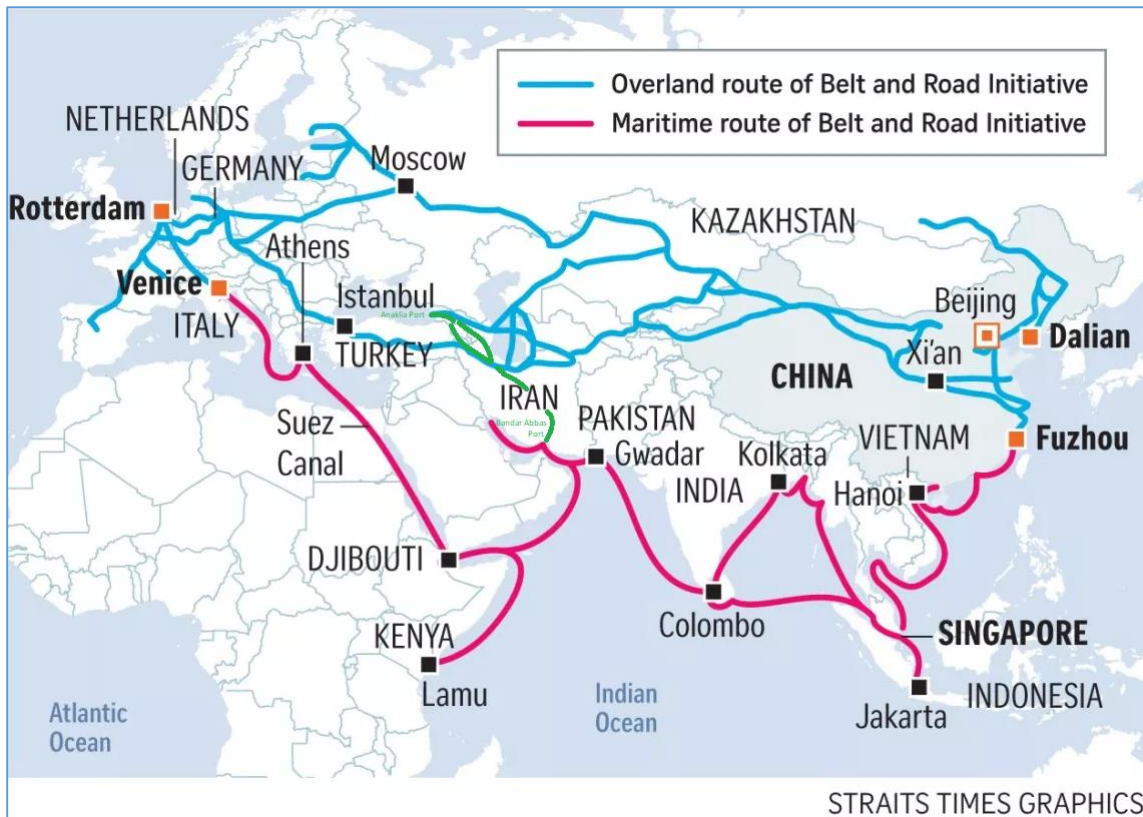 Overland route of Belt and Road Initiative
Maritime route of Belt and Road Initiative
NETHERLANDS
GERMANY
Moscow
Rotterdam
KAZAKHSTAN
Athens
Venice
Istanbul
Anaklia Port
Beijing
ITALY
Dalian
TURKEY
Xi'an
CHINA
IRAN
Bandar Abbas
Port
PAKISTAN
Suez
Canal
Gwadar
Kolkata
VIETNAM
Fuzhou
INDIA
Hanoi
DJIBOUTI
Colombo
KENYA
SINGAPORE
Lamu
Indian
Ocean
INDONESIA
Jakarta
Atlantic
Ocean
STRAITS TIMES GRAPHICS